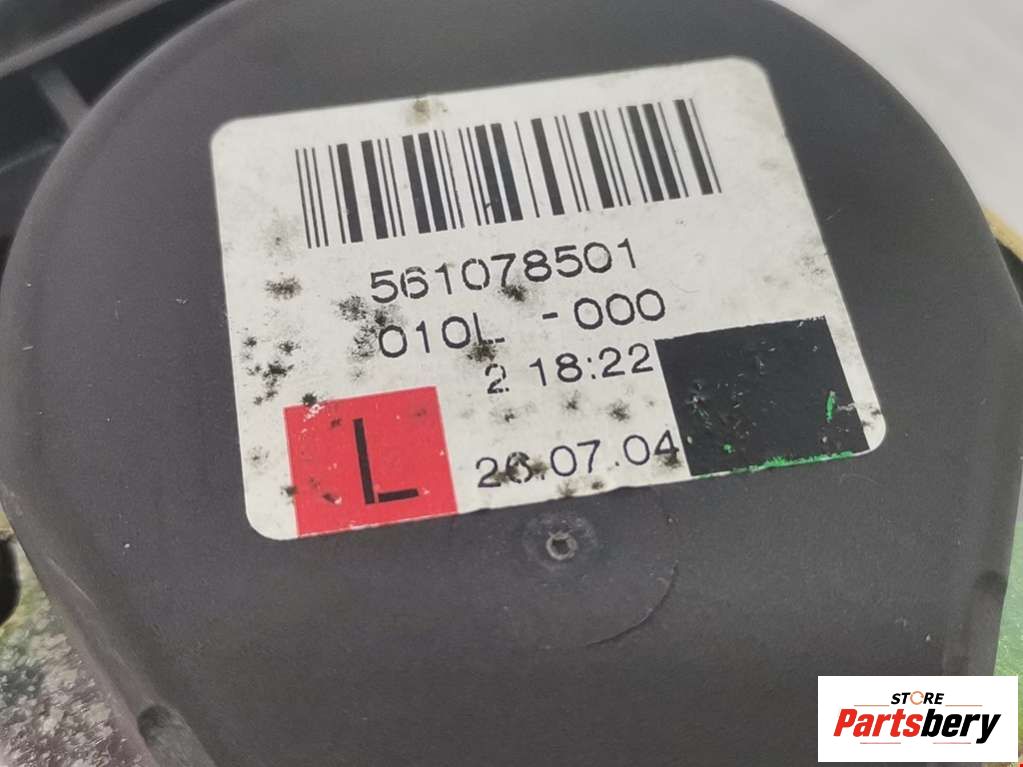 561078501
010L -000
2 18:22
L
26.07.04
STORE
Partsbery